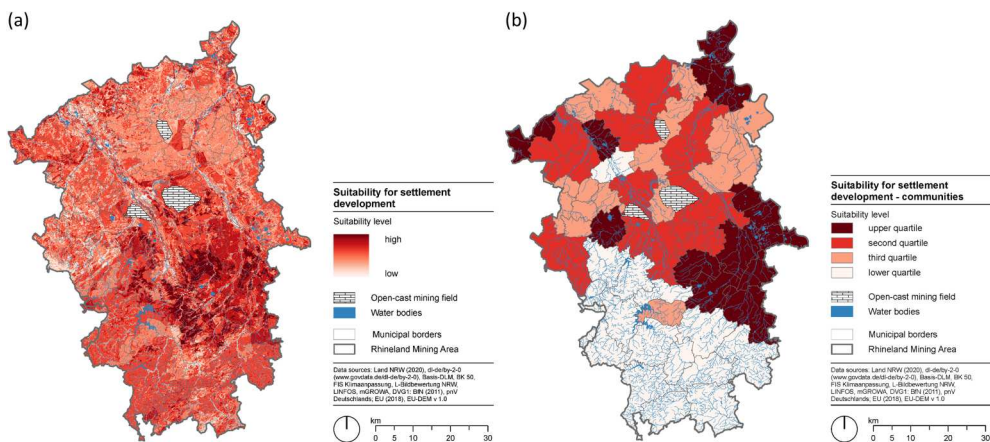 (a)
Suitability for settlement
development
Suitability level
high
low
Open-cast mining field
Water bodies
Municipal borders
Rhineland Mining Area
Data sources: Land NRW (2020), dl-de/by-2-0
(www.govdata.de/dl-de/by-2-0), Basis-DLM, BK 50,
FIS Klimaanpassung, L-Bildbewertung NRW,
LINFOS, mGROWA, DVG1: BfN (2011), pnV
Deutschlands; EU (2018), EU-DEM v 1.0
km
0 10 20 30
(b)
Suitability for settlement
development - communities
Suitability level
upper quartile
second quartile
third quartile
lower quartile
Open-cast mining field
Water bodies
Municipal borders
Rhineland Mining Area
Data sources: Land NRW (2020), dl-de/by-2-0
(www.govdata.de/dl-de/by-2-0), Basis-DLM, BK 50,
FIS Klimaanpassung, L-Bildbewertung NRW,
LINFOS, mGROWA, DVG1: BfN (2011), pnV
Deutschlands; EU (2018), EU-DEM v 1.0
km
0 10 20 30